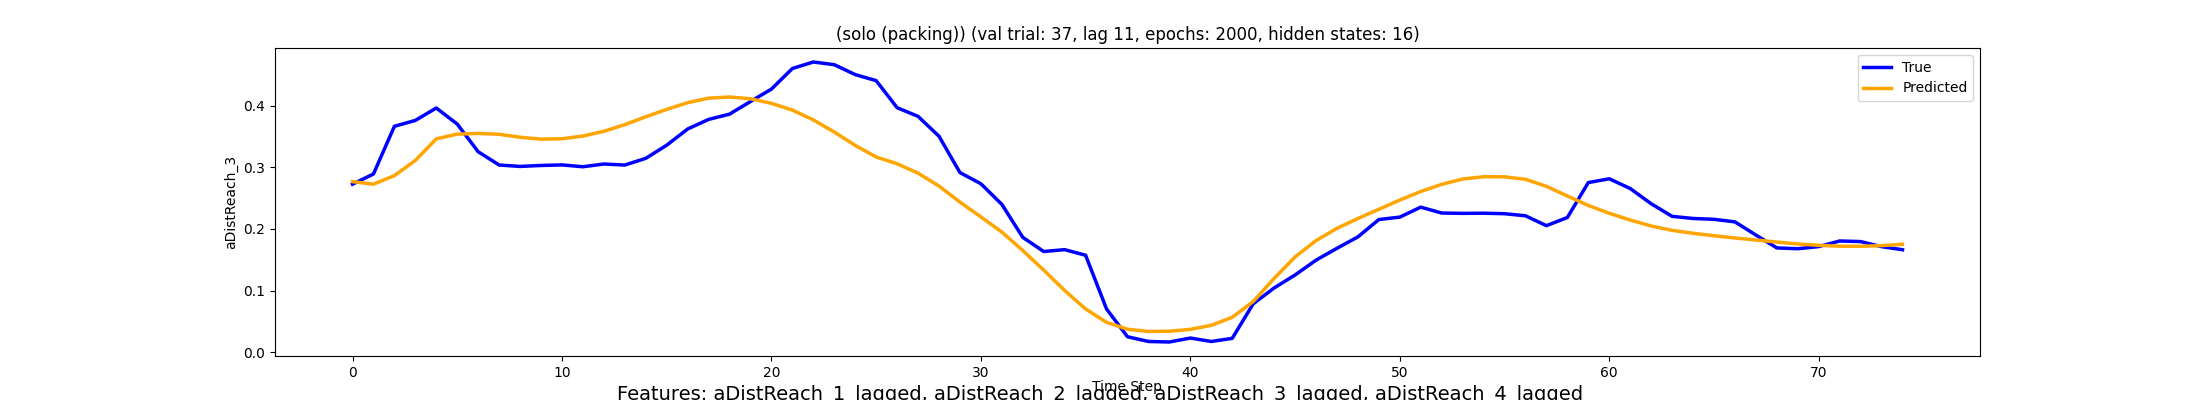 (solo (packing)) (val trial: 37, lag 11, epochs: 2000, hidden states: 16)
True
Predicted
aDistReach_3
0.4
0.3
0.2
0.1
0.0
0 10 20 30 40 50 60 70
Time Step
Features: aDistReach_1_lagged, aDistReach_2_lagged, aDistReach_3_lagged, aDistReach_4_lagged